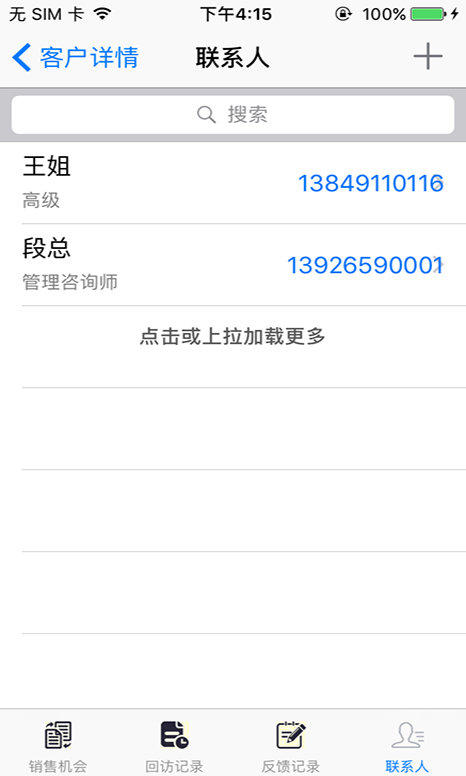 无 SIM 卡 下午4:15 100%
客户详情 联系人
搜索
王姐
高级
13849110116
段总
管理咨询师
13926590001
点击或上拉加载更多
销售机会 回访记录 反馈记录 联系人